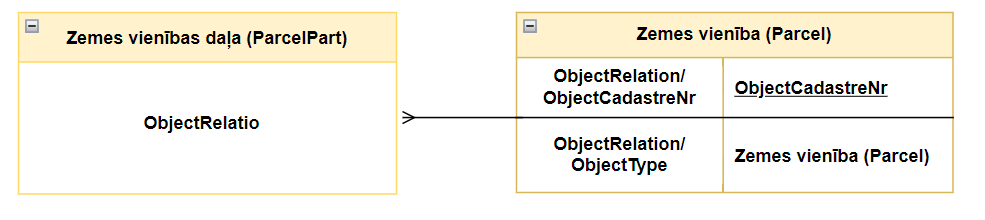 Zemes vienības daļa (ParcelPart)
ObjectRelatio
Zemes vienība (Parcel)
ObjectRelation/
ObjectCadastreNr
ObjectCadastreNr
ObjectRelation/
ObjectType
Zemes vienība (Parcel)